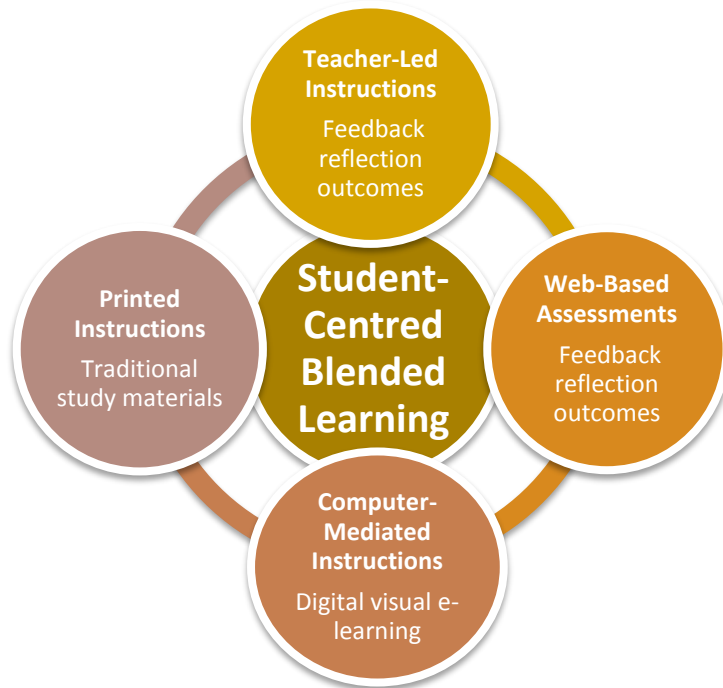 Teacher-Led
Instructions
Feedback
reflection
outcomes
Printed
Instructions
Traditional
study materials
Student-
Centred
Blended
Learning
Web-Based
Assessments
Feedback
reflection
outcomes
Computer-
Mediated
Instructions
Digital visual e-
learning